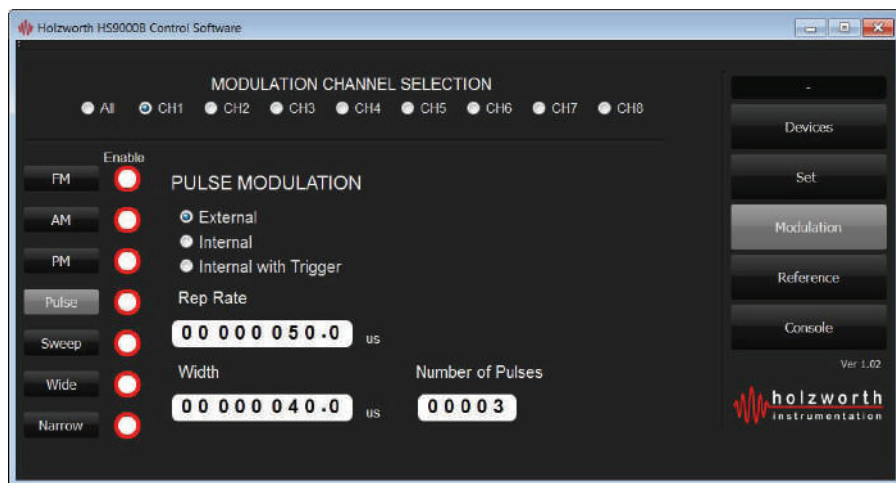 Holzworth HS9000B Control Software
MODULATION CHANNEL SELECTION
All CH1 CH2 CH3 CH4 CH5 CH6 CH7 CH8
Enable
FM
AM
PM
Pulse
Sweep
Wide
Narrow
PULSE MODULATION
External
Internal
Internal with Trigger
Rep Rate
00 000 050.0 us
Width
00 000 040.0 us
Number of Pulses
00003
-
Devices
Set
Modulation
Reference
Console
Ver 1.02
holzworth
instrumentation